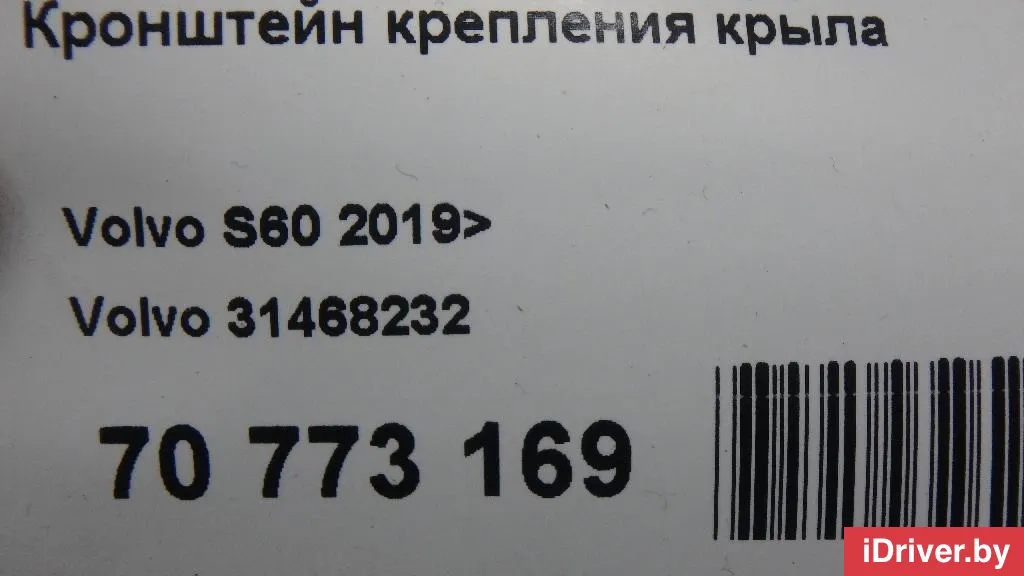 Кронштейн крепления крыла
Volvo S60 2019>
Volvo 31468232
70 773 169
iDriver.by